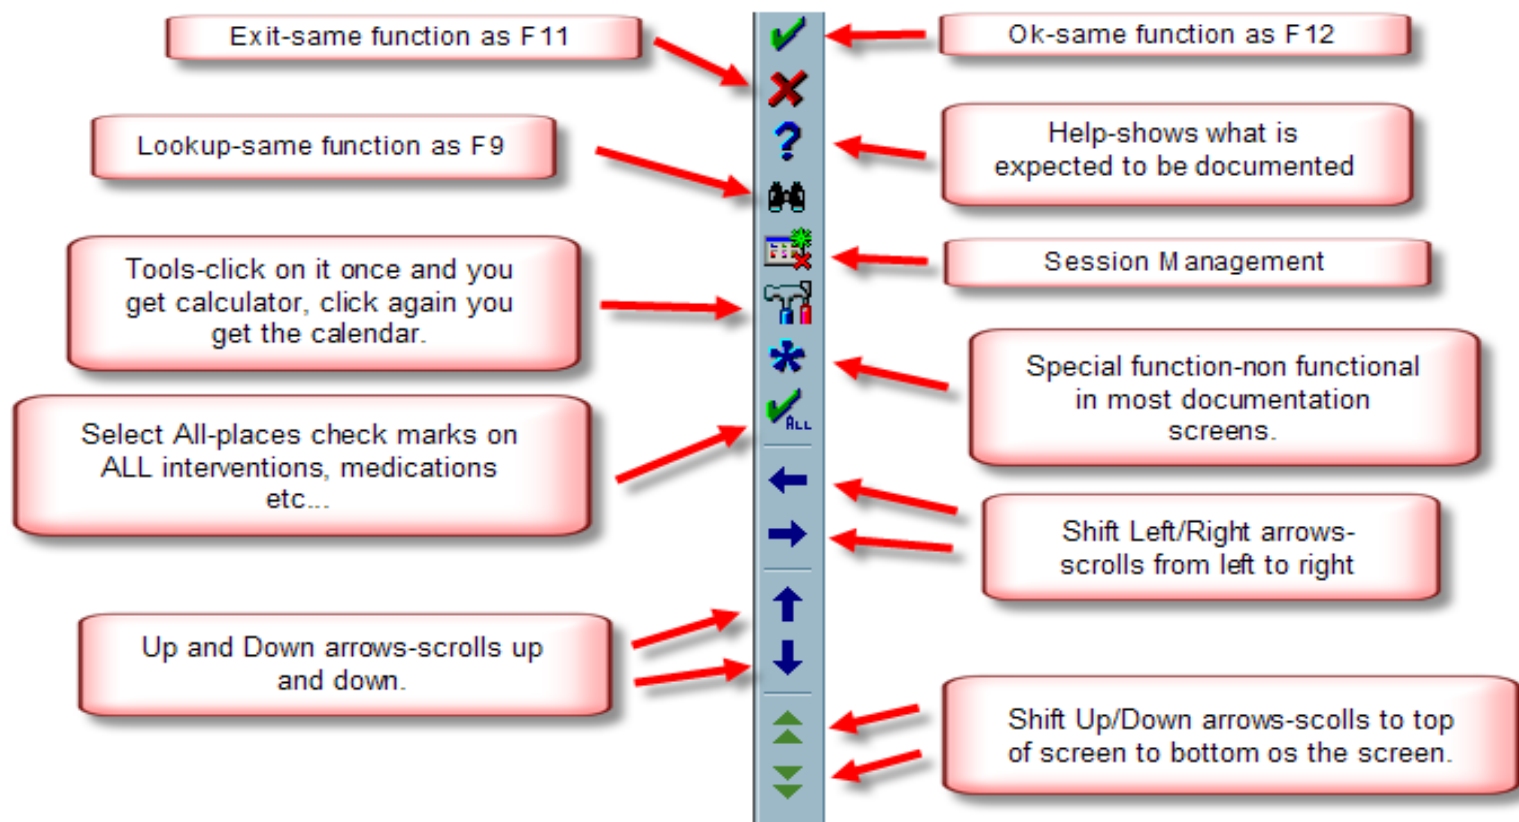 Exit-same function as F11
Ok-same function as F12
Lookup-same function as F9
Help-shows what is
expected to be documented
Tools-click on it once and you
get calculator, click again you
get the calendar.
Session Management
Special function-non functional
in most documentation
screens.
Select All-places check marks on
ALL interventions, medications
etc...
ALL
Shift Left/Right arrows-
scrolls from left to right
Up and Down arrows-scrolls up
and down.
Shift Up/Down arrows-scolls to top
of screen to bottom os the screen.